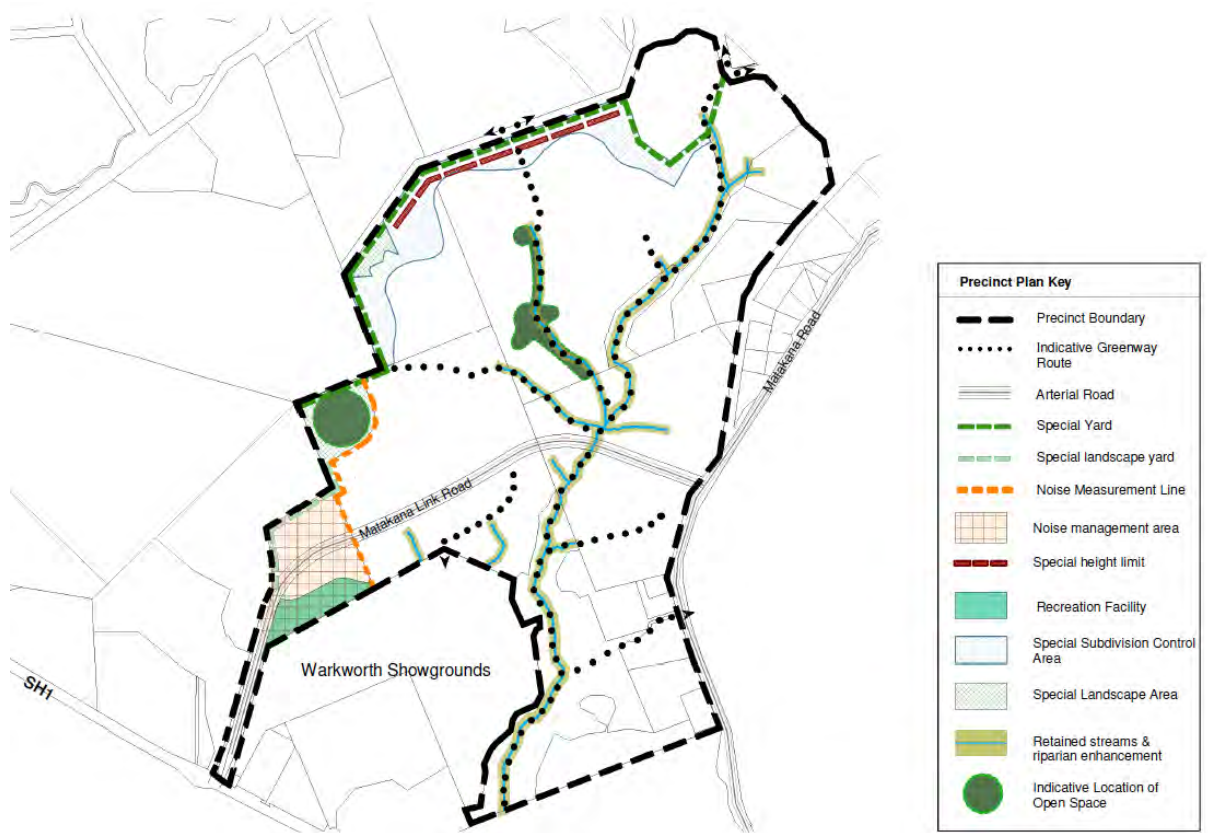 Matakana Road
Matakana Link Road
Warkworth Showgrounds
SH1
Precinct Plan Key
Precinct Boundary
Indicative Greenway
Route
Arterial Road
Special Yard
Special landscape yard
Noise Measurement Line
Noise management area
Special height limit
Recreation Facility
Special Subdivision Control
Area
Special Landscape Area
Retained streams &
riparian enhancement
Indicative Location of
Open Space